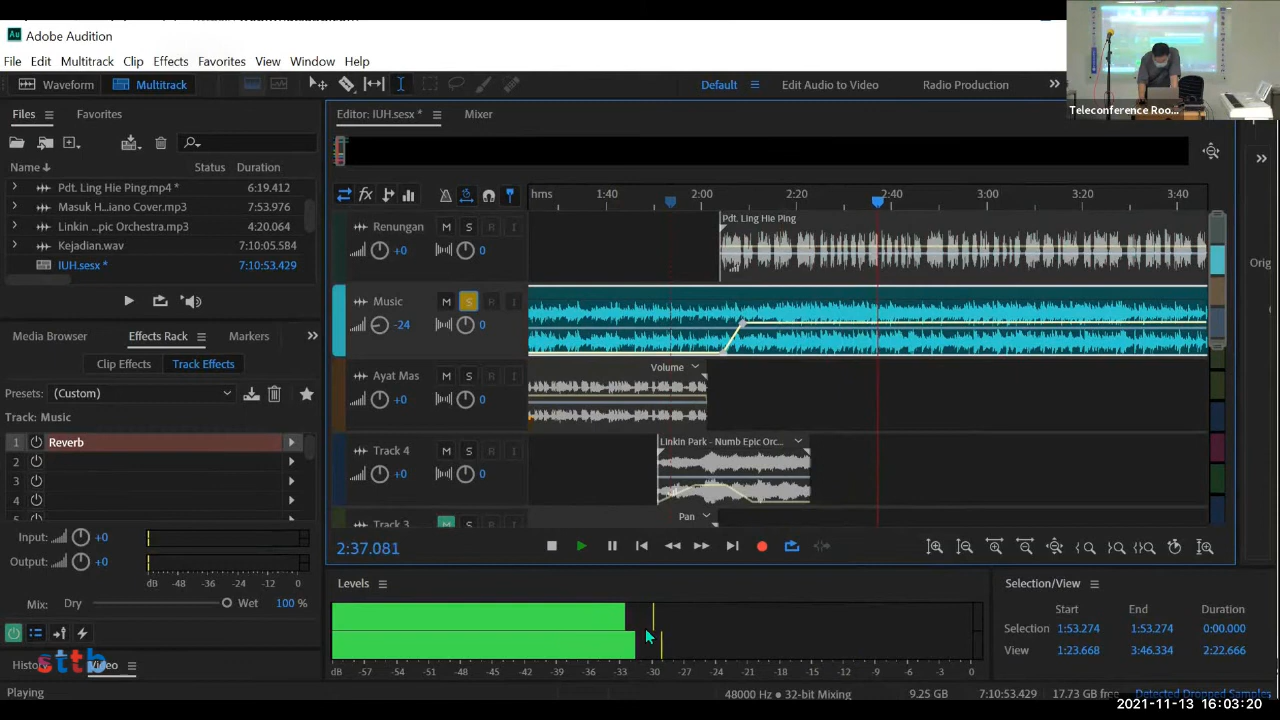 Au Adobe Audition
File Edit Multitrack Clip Effects Favorites View Window Help
Waveform Multitrack Default Edit Audio to Video Radio Production
Teleconference Roo...
Files Favorites
Name Status Duration
Pdt. Ling Hie Ping.mp4 * 6:19.412
Masuk H...iano Cover.mp3 7:53.976
Linkin ...pic Orchestra.mp3 4:20.064
Kejadian.wav 7:10:05.584
IUH.sesx * 7:10:53.429
Media Browser Effects Rack Markers
Clip Effects Track Effects
Presets: (Custom)
Track: Music
1 Reverb
2
3
4
Input: +0
Output: +0
dB -48 -36 -24 -12 0
Mix: Dry Wet 100 %
sttb
Video
Playing
Editor: IUH.sesx * Mixer
hms 1:40 2:00 2:20 2:40 3:00 3:20 3:40
Renungan M S R I
+0 0
Pdt. Ling Hie Ping
Music M S R I
-24 0
Ayat Mas M S R I
+0 0
Volume
Track 4 M S R I
+0 0
Linkin Park - Numb Epic Orc...
Track 3 M S R I
Pan
2:37.081
Orig
Levels
dB -57 -54 -51 -48 -45 -42 -39 -36 -33 -30 -27 -24 -21 -18 -15 -12 -9 -6 -3 0
Selection/View
Start End Duration
Selection 1:53.274 1:53.274 0:00.000
View 1:23.668 3:46.334 2:22.666
48000 Hz • 32-bit Mixing 9.25 GB 7:10:53.429 17.73 GB free Detected Dropped Samples
2021-11-13 16:03:20